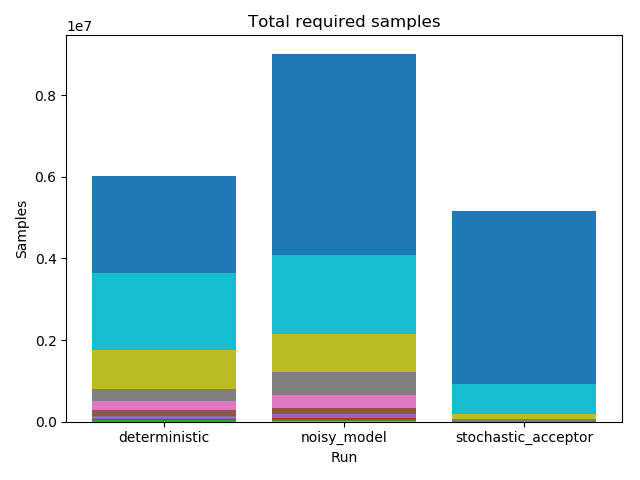 Total required samples
1e7
0.8
0.6
0.4
0.2
0.0
Samples
deterministic
noisy_model
stochastic_acceptor
Run